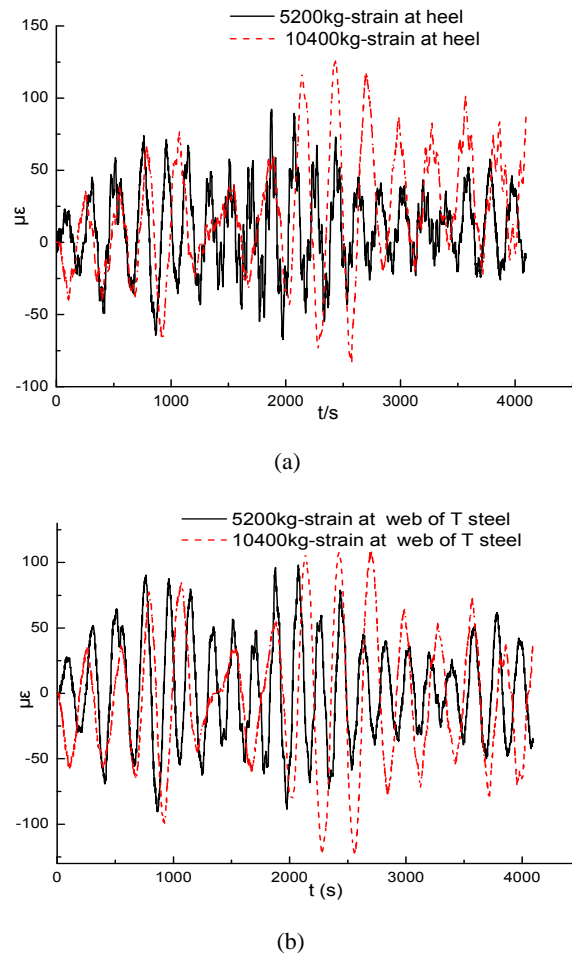 150
5200kg-strain at heel
10400kg-strain at heel
100
50
με
0
-50
-100
0 1000 2000 3000 4000
t/s
(a)
5200kg-strain at web of T steel
10400kg-strain at web of T steel
100
50
με
0
-50
-100
0 1000 2000 3000 4000
t (s)
(b)